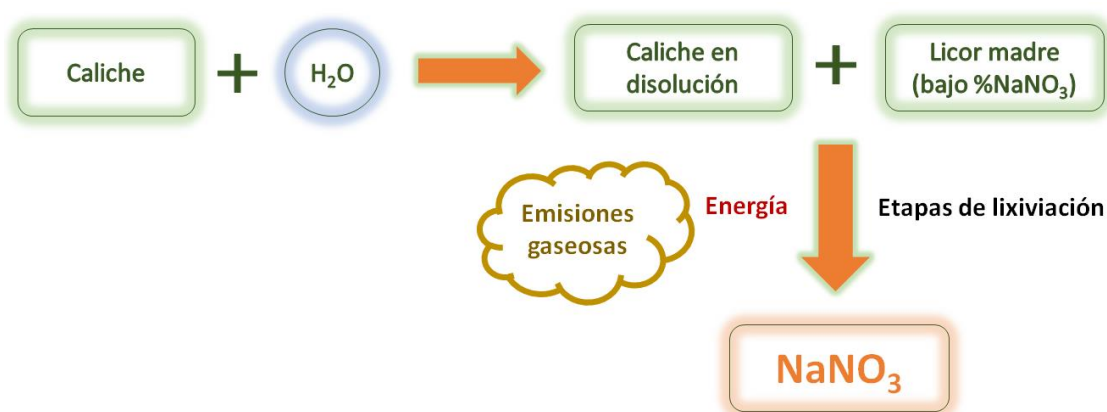 Caliche
+
H₂O
Caliche en
disolución
+
Licor madre
(bajo %NaNO₃)
Emisiones
gaseosas
Energía
Etapas de lixiviación
NaNO₃